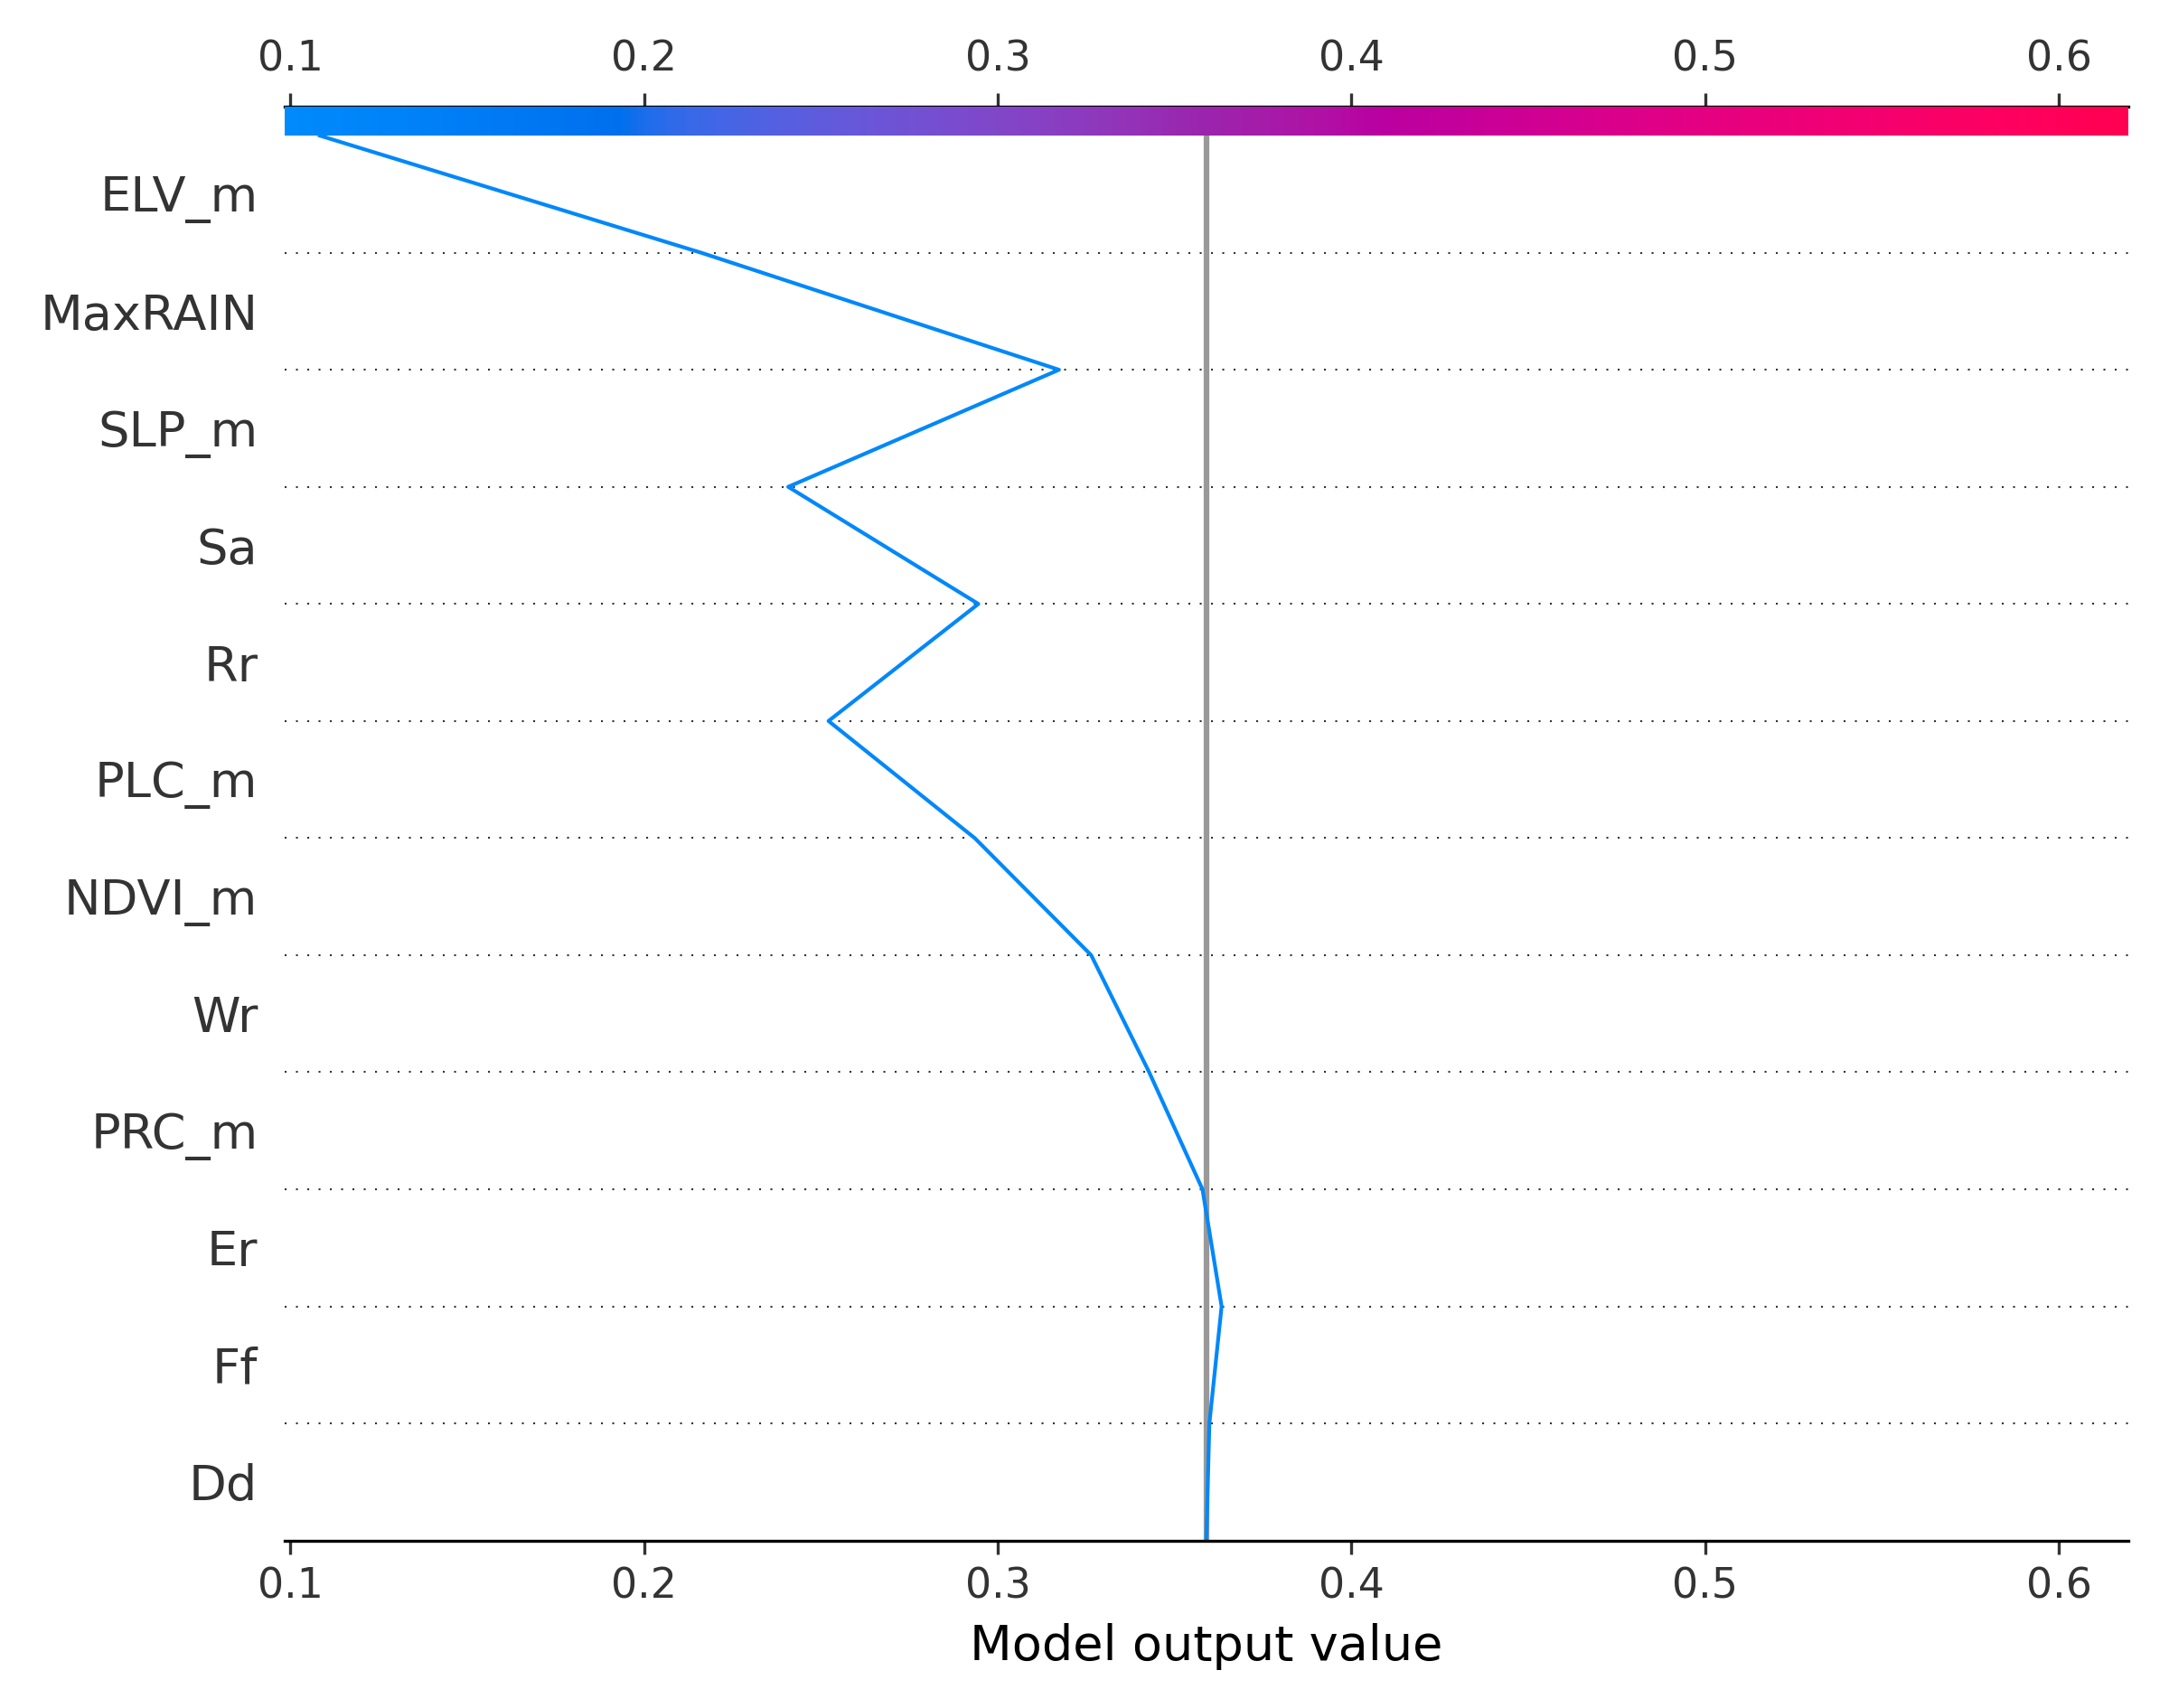 0.1 0.2 0.3 0.4 0.5 0.6
ELV_m
MaxRAIN
SLP_m
Sa
Rr
PLC_m
NDVI_m
Wr
PRC_m
Er
Ff
Dd
0.1 0.2 0.3 0.4 0.5 0.6
Model output value